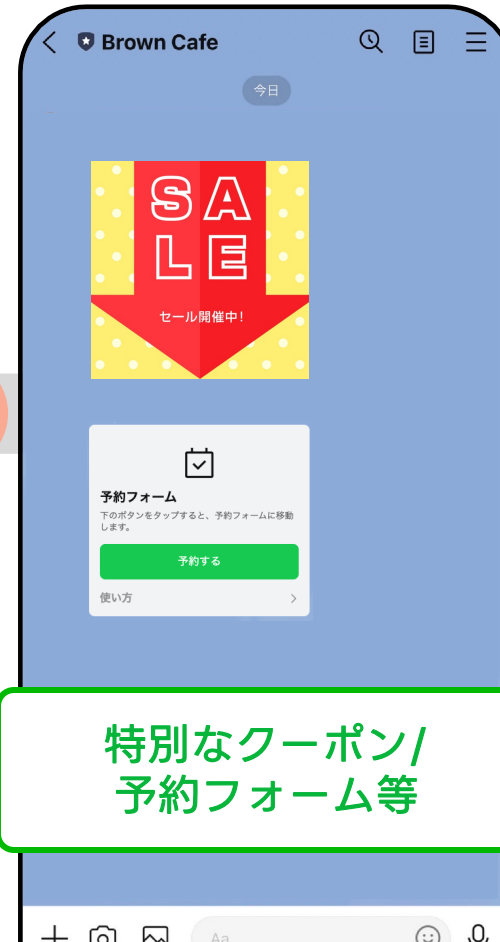 Brown Cafe
今日
SA
LE
セール開催中!
予約フォーム
下のボタンをタップすると、予約フォームに移動
します。
予約する
使い方
特別なクーポン/
予約フォーム等
Aa